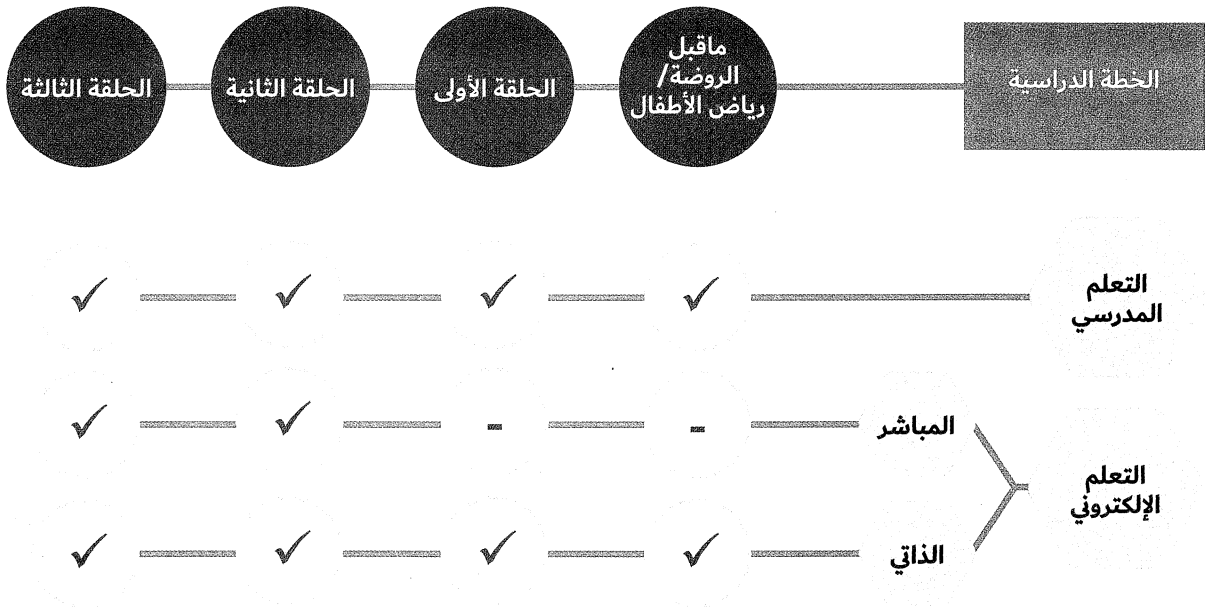 الخطة الدراسية
ماقبل
الروضة/
رياض الأطفال
الحلقة الأولى
الحلقة الثانية
الحلقة الثالثة
التعلم
المدرسي
✓ ✓ ✓ ✓
التعلم
الإلكتروني
المباشر
- - ✓ ✓
الذاتي
✓ ✓ ✓ ✓